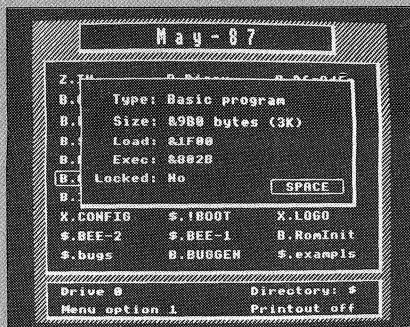 May-87
Z.
Type: Basic program
Size: &9B0 bytes (3K)
Load: &1F00
Exec: &802B
Locked: No
SPACE
X.CONFIG $.!BOOT X.LOGO
$.BEE-2 $.BEE-1 B.RomInit
$.bugs B.BUGGEN $.exampls
Drive 0 Directory: $
Menu option 1 Printout off